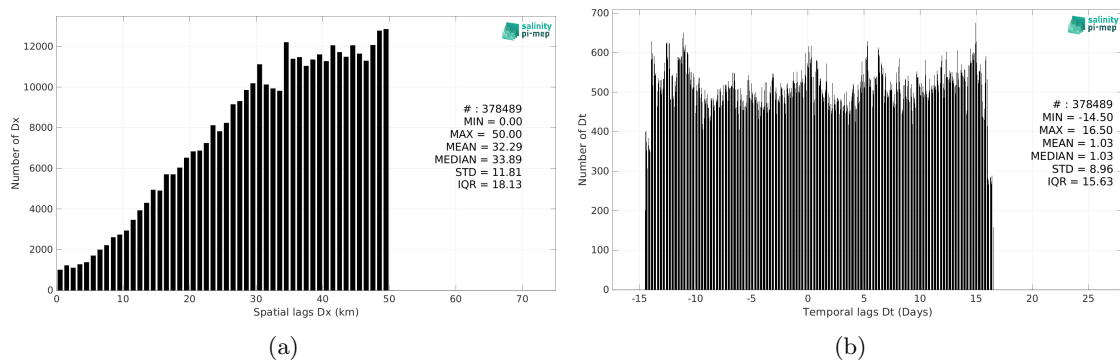 12000
10000
8000
6000
4000
2000
0
Number of Dx
0 10 20 30 40 50 60 70
Spatial lags Dx (km)
salinity
pi-mep
# : 378489
MIN = 0.00
MAX = 50.00
MEAN = 32.29
MEDIAN = 33.89
STD = 11.81
IQR = 18.13
(a)
700
600
500
400
300
200
100
0
Number of Dt
-15 -10 -5 0 5 10 15 20 25
Temporal lags Dt (Days)
salinity
pi-mep
# : 378489
MIN = -14.50
MAX = 16.50
MEAN = 1.03
MEDIAN = 1.03
STD = 8.96
IQR = 15.63
(b)